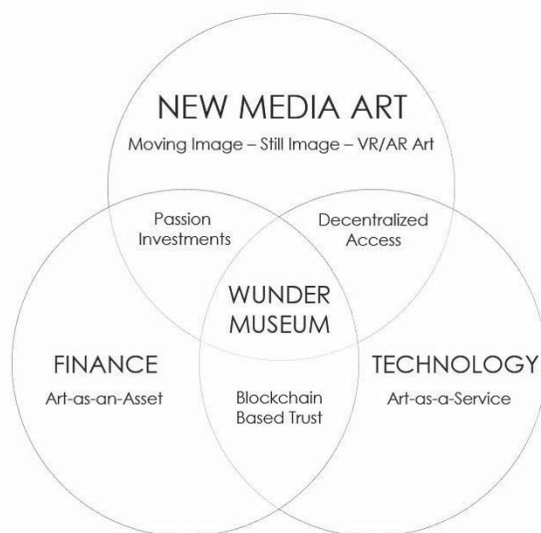 NEW MEDIA ART
Moving Image – Still Image – VR/AR Art
Passion
Investments
Decentralized
Access
WUNDER
MUSEUM
FINANCE
Art-as-an-Asset
TECHNOLOGY
Art-as-a-Service
Blockchain
Based Trust